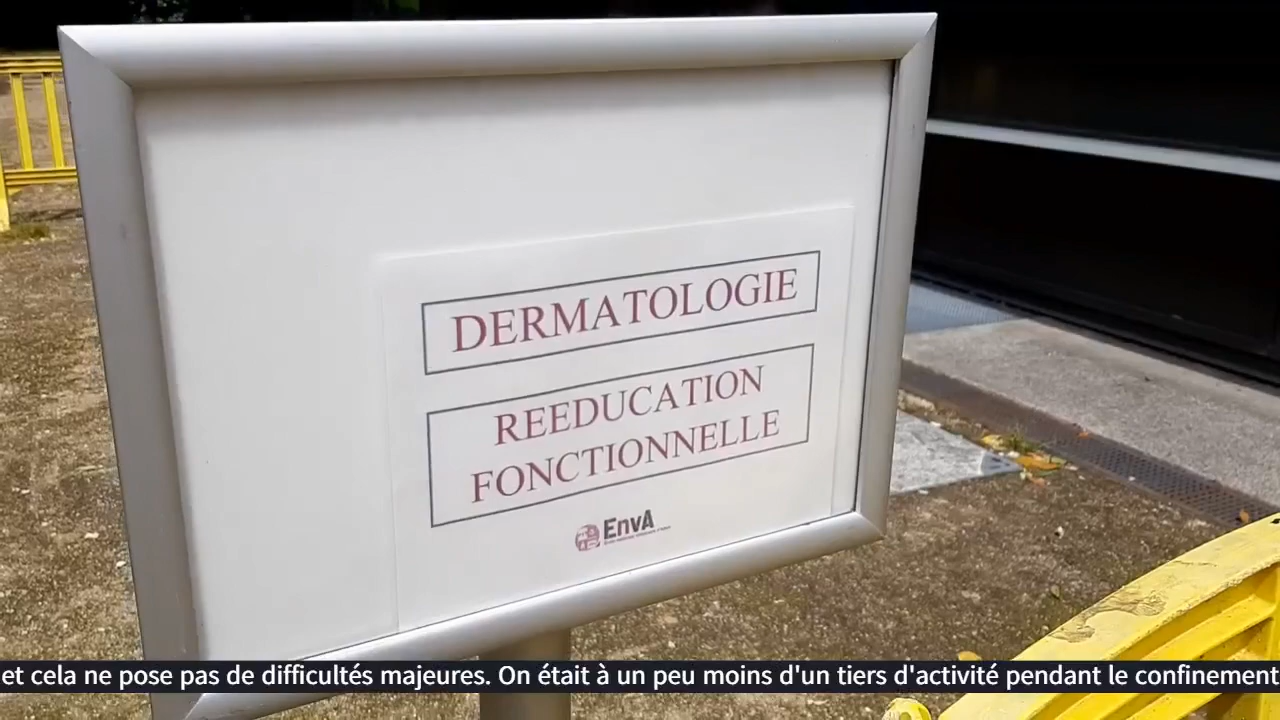 DERMATOLOGIE
REEDUCATION
FONCTIONNELLE
EnvA
et cela ne pose pas de difficultés majeures. On était à un peu moins d'un tiers d'activité pendant le confinement